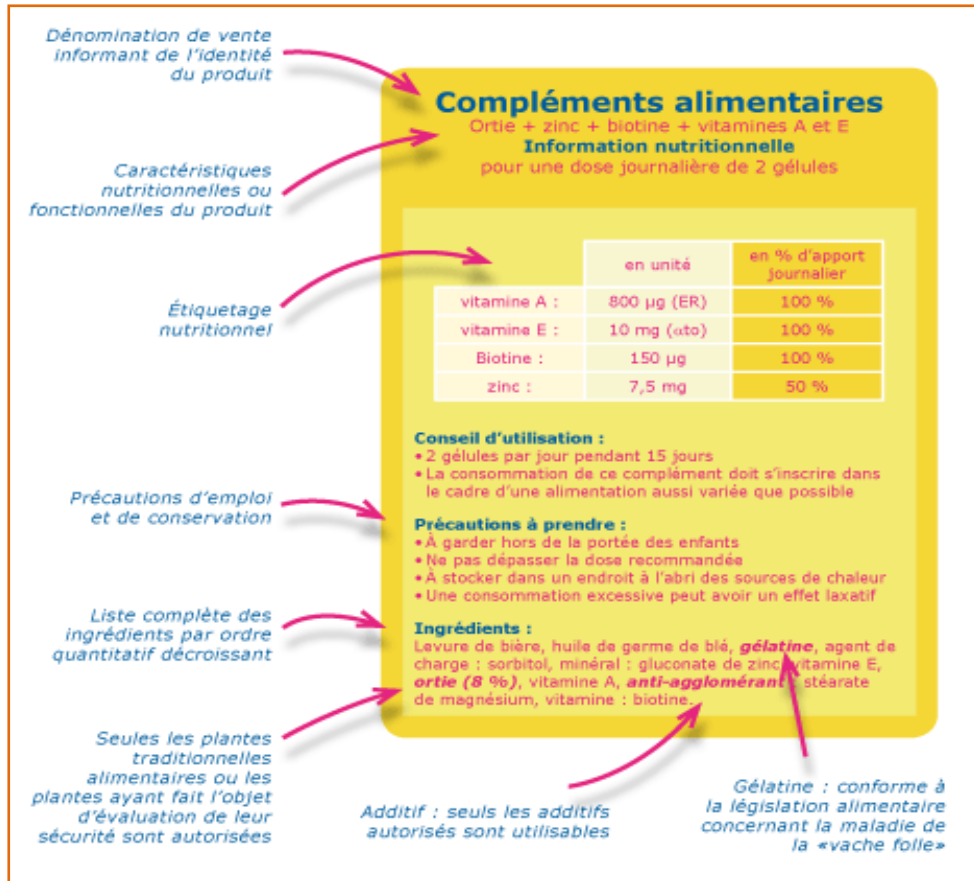 Dénomination de vente
informant de l'identité
du produit
Compléments alimentaires
Ortie + zinc + biotine + vitamines A et E
Information nutritionnelle
pour une dose journalière de 2 gélules
Caractéristiques
nutritionnelles ou
fonctionnelles du produit
Étiquetage
nutritionnel
en unité
en % d'apport
journalier
vitamine A : 800 µg (ER) 100 %
vitamine E : 10 mg (αto) 100 %
Biotine : 150 µg 100 %
zinc : 7,5 mg 50 %
Conseil d'utilisation :
• 2 gélules par jour pendant 15 jours
• La consommation de ce complément doit s'inscrire dans
le cadre d'une alimentation aussi variée que possible
Précautions d'emploi
et de conservation
Précautions à prendre :
• À garder hors de la portée des enfants
• Ne pas dépasser la dose recommandée
• À stocker dans un endroit à l'abri des sources de chaleur
• Une consommation excessive peut avoir un effet laxatif
Liste complète des
ingrédients par ordre
quantitatif décroissant
Ingrédients :
Levure de bière, huile de germe de blé, gélatine, agent de
charge : sorbitol, minéral : gluconate de zinc, vitamine E,
ortie (8 %), vitamine A, anti-agglomérant : stéarate
de magnésium, vitamine : biotine.
Seules les plantes
traditionnelles
alimentaires ou les
plantes ayant fait l'objet
d'évaluation de leur
sécurité sont autorisées
Additif : seuls les additifs
autorisés sont utilisables
Gélatine : conforme à
la législation alimentaire
concernant la maladie de
la «vache folle»